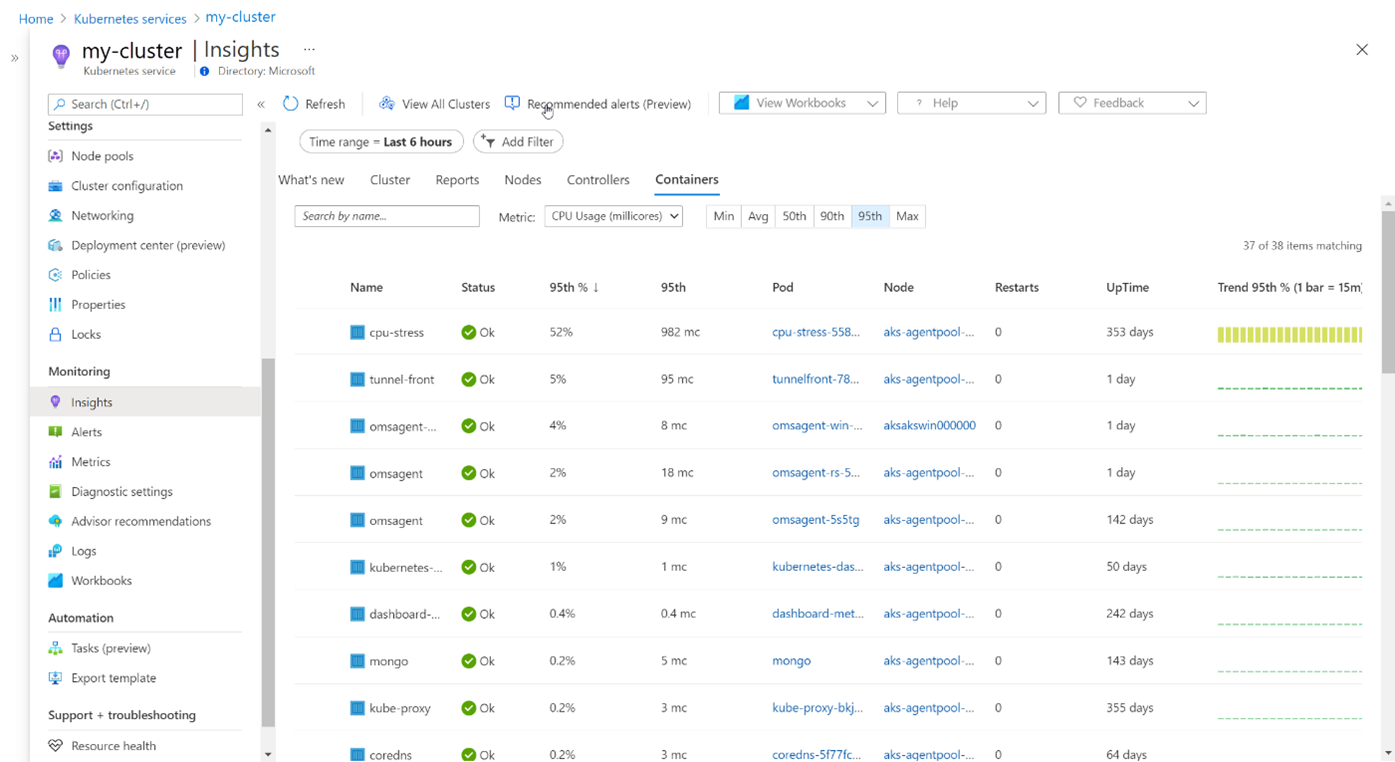 Home > Kubernetes services > my-cluster
»
my-cluster | Insights ...
Kubernetes service Directory: Microsoft
Search (Ctrl+/)
«
Settings
Node pools
Cluster configuration
Networking
Deployment center (preview)
Policies
Properties
Locks
Monitoring
Insights
Alerts
Metrics
Diagnostic settings
Advisor recommendations
Logs
Workbooks
Automation
Tasks (preview)
Export template
Support + troubleshooting
Resource health
Refresh View All Clusters Recommended alerts (Preview) View Workbooks ? Help Feedback
Time range = Last 6 hours Add Filter
What's new Cluster Reports Nodes Controllers Containers
Search by name... Metric: CPU Usage (millicores) Min Avg 50th 90th 95th Max
37 of 38 items matching
Name Status 95th % ↓ 95th Pod Node Restarts UpTime Trend 95th % (1 bar = 15m)
cpu-stress Ok 52% 982 mc cpu-stress-558... aks-agentpool-... 0 353 days
tunnel-front Ok 5% 95 mc tunnelfront-78... aks-agentpool-... 0 1 day
omsagent-... Ok 4% 8 mc omsagent-win-... aksakswin000000 0 1 day
omsagent Ok 2% 18 mc omsagent-rs-5... aks-agentpool-... 0 1 day
omsagent Ok 2% 9 mc omsagent-5s5tg aks-agentpool-... 0 142 days
kubernetes-... Ok 1% 1 mc kubernetes-das... aks-agentpool-... 0 50 days
dashboard-... Ok 0.4% 0.4 mc dashboard-met... aks-agentpool-... 0 242 days
mongo Ok 0.2% 5 mc mongo aks-agentpool-... 0 143 days
kube-proxy Ok 0.2% 3 mc kube-proxy-bkj... aks-agentpool-... 0 355 days
coredns Ok 0.2% 3 mc coredns-5f77fc... aks-agentpool-... 0 64 days